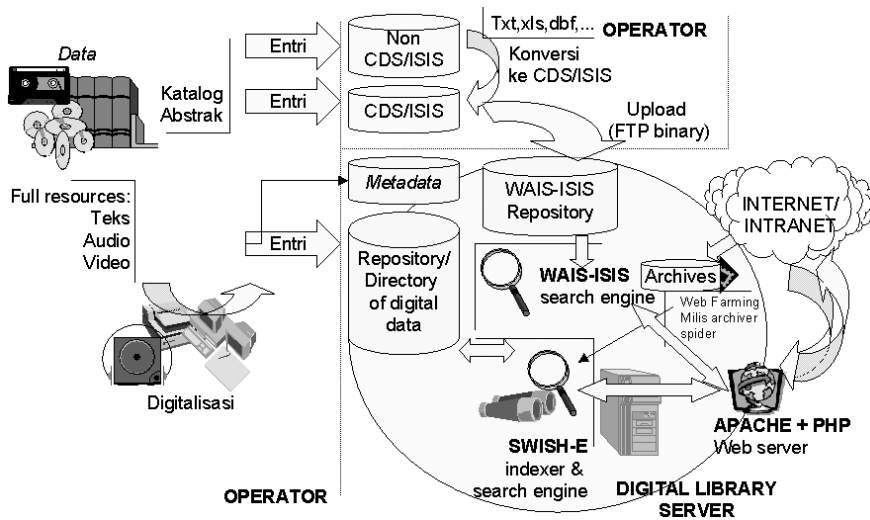 Data
Katalog
Abstrak
Entri
Entri
Non
CDS/ISIS
CDS/ISIS
Txt,xls,dbf,...
OPERATOR
Konversi
ke CDS/ISIS
Upload
(FTP binary)
Full resources:
Teks
Audio
Video
Entri
Metadata
Repository/
Directory
of digital
data
WAIS-ISIS
Repository
WAIS-ISIS
search engine
Archives
INTERNET/
INTRANET
Web Farming
Milis archiver
spider
Digitalisasi
SWISH-E
indexer &
search engine
APACHE + PHP
Web server
OPERATOR
DIGITAL LIBRARY
SERVER